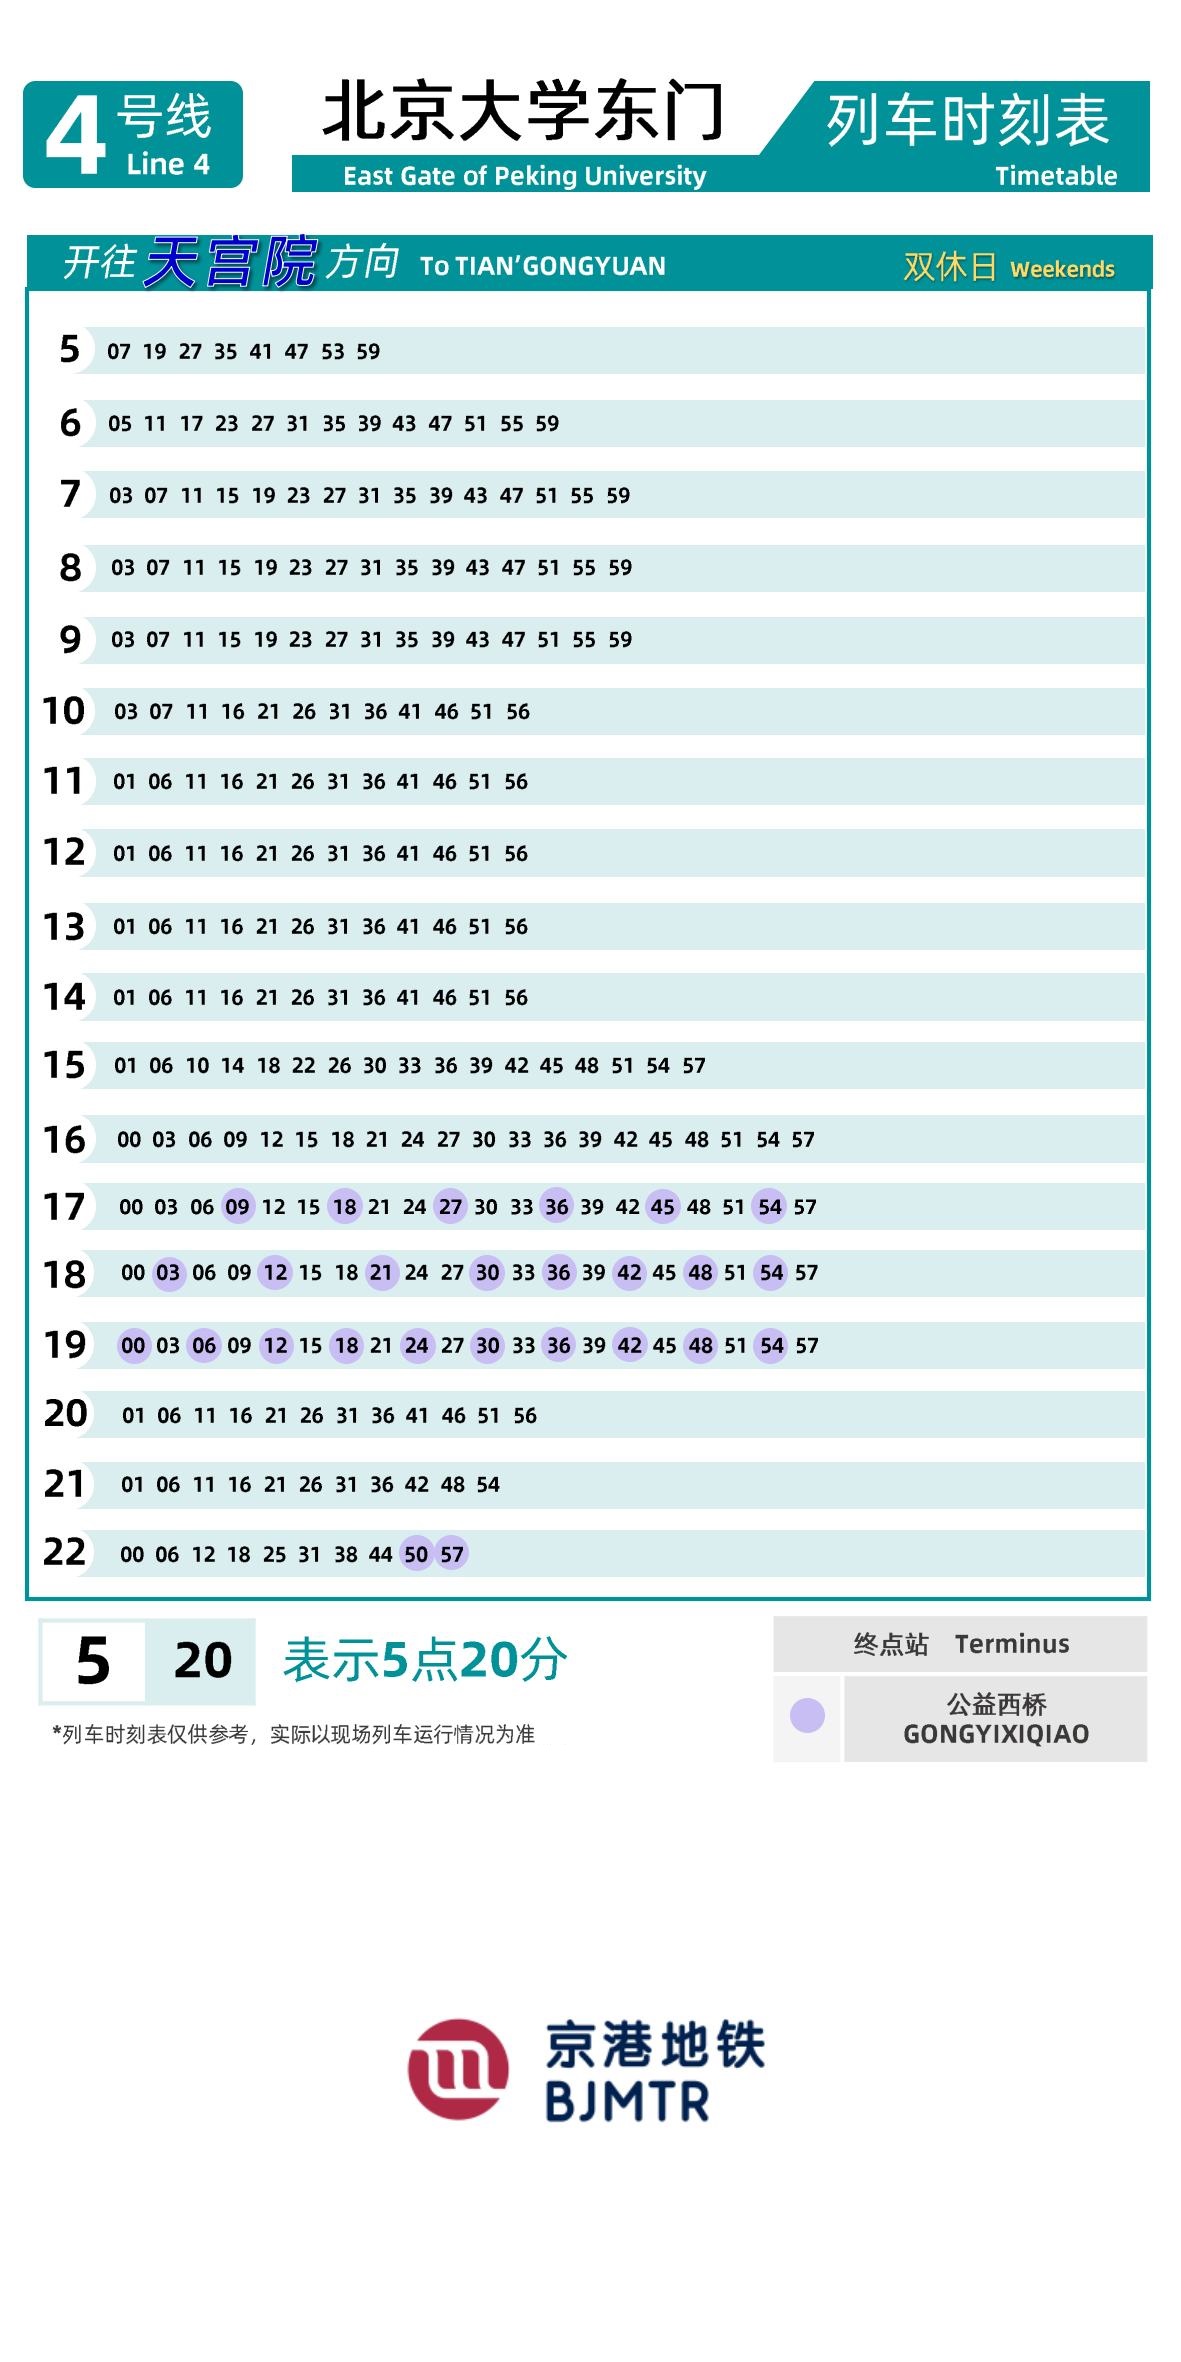 4 号线
Line 4
北京大学东门
East Gate of Peking University
列车时刻表
Timetable
开往天宫院方向 To TIAN’GONGYUAN 双休日 Weekends
5 07 19 27 35 41 47 53 59
6 05 11 17 23 27 31 35 39 43 47 51 55 59
7 03 07 11 15 19 23 27 31 35 39 43 47 51 55 59
8 03 07 11 15 19 23 27 31 35 39 43 47 51 55 59
9 03 07 11 15 19 23 27 31 35 39 43 47 51 55 59
10 03 07 11 16 21 26 31 36 41 46 51 56
11 01 06 11 16 21 26 31 36 41 46 51 56
12 01 06 11 16 21 26 31 36 41 46 51 56
13 01 06 11 16 21 26 31 36 41 46 51 56
14 01 06 11 16 21 26 31 36 41 46 51 56
15 01 06 10 14 18 22 26 30 33 36 39 42 45 48 51 54 57
16 00 03 06 09 12 15 18 21 24 27 30 33 36 39 42 45 48 51 54 57
17 00 03 06 09 12 15 18 21 24 27 30 33 36 39 42 45 48 51 54 57
18 00 03 06 09 12 15 18 21 24 27 30 33 36 39 42 45 48 51 54 57
19 00 03 06 09 12 15 18 21 24 27 30 33 36 39 42 45 48 51 54 57
20 01 06 11 16 21 26 31 36 41 46 51 56
21 01 06 11 16 21 26 31 36 42 48 54
22 00 06 12 18 25 31 38 44 50 57
5 20 表示5点20分
*列车时刻表仅供参考，实际以现场列车运行情况为准
终点站 Terminus
公益西桥
GONGYIXIQIAO
京港地铁
BJMTR